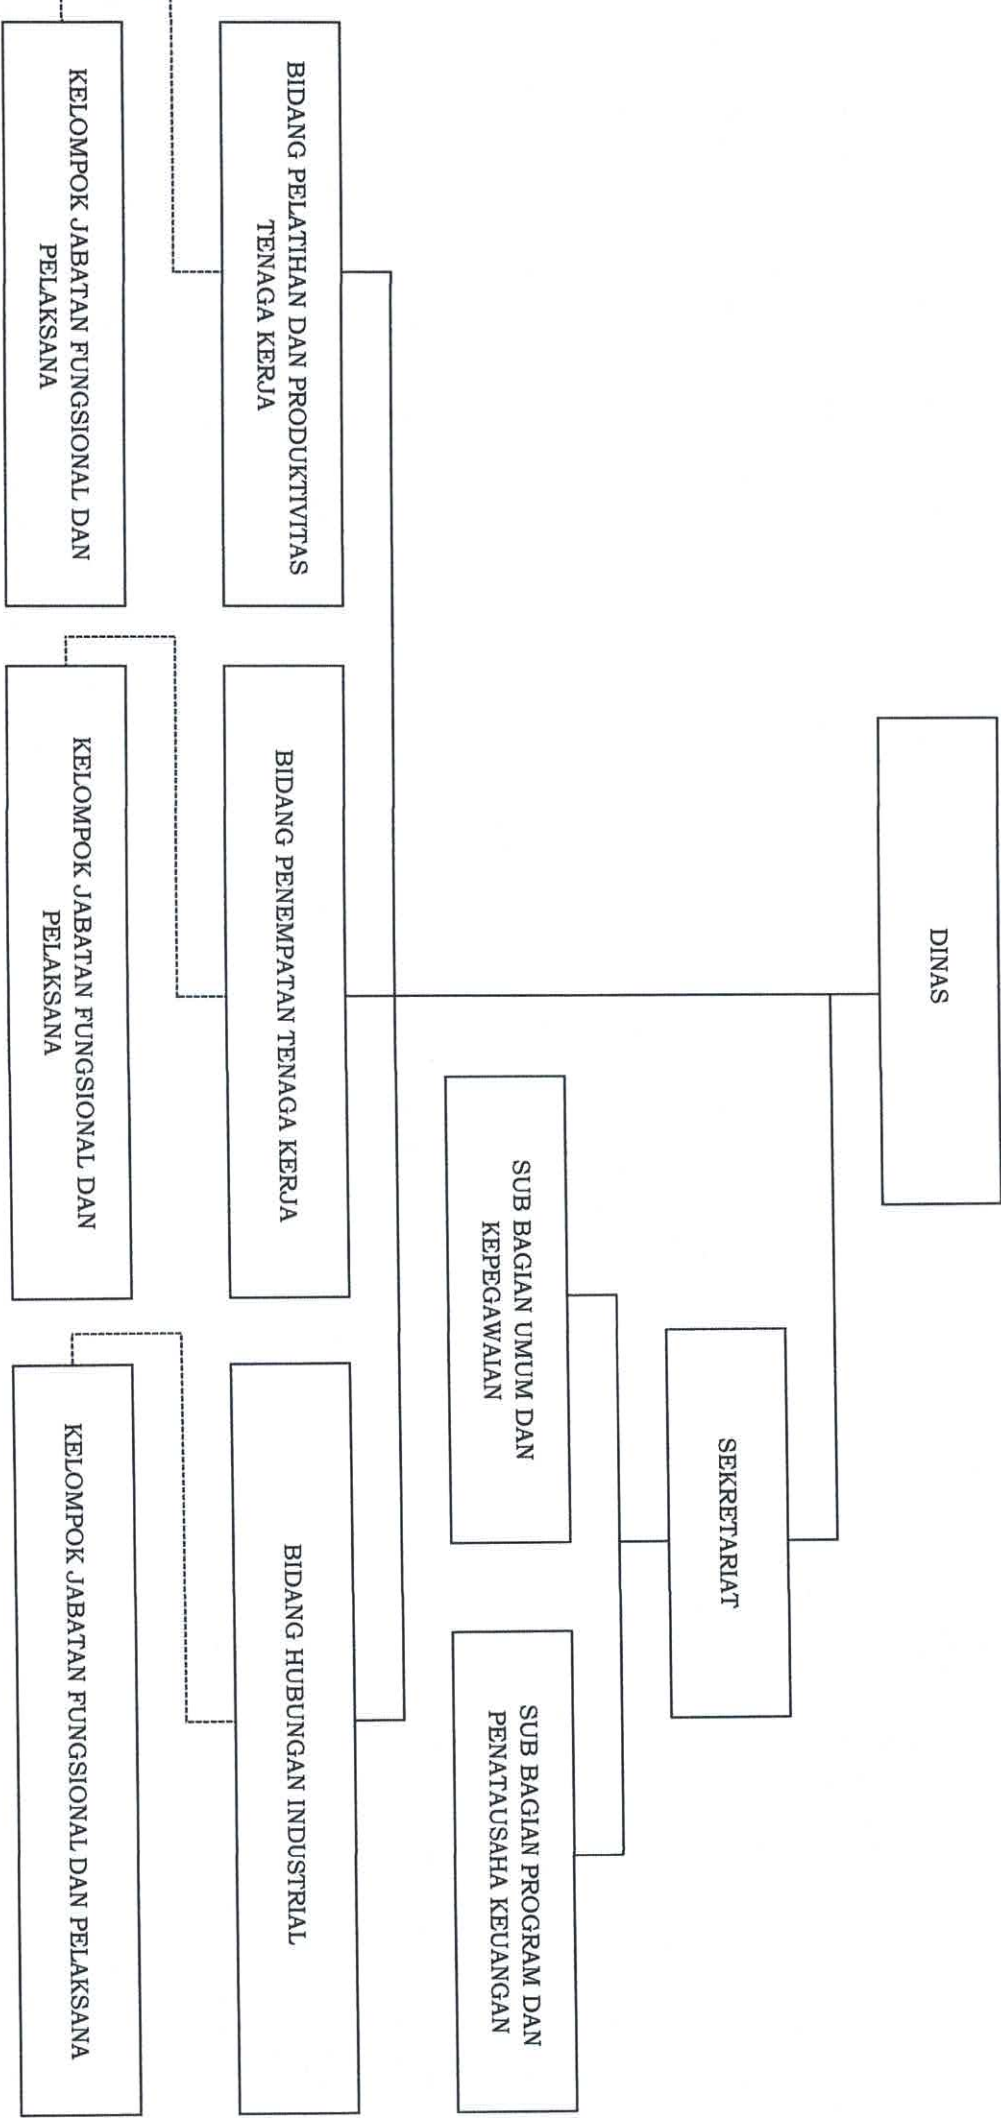 DINAS
SEKRETARIAT
SUB BAGIAN UMUM DAN
KEPEGAWAIAN
SUB BAGIAN PROGRAM DAN
PENATAUSAHA KEUANGAN
BIDANG PELATIHAN DAN PRODUKTIVITAS
TENAGA KERJA
BIDANG PENEMPATAN TENAGA KERJA
BIDANG HUBUNGAN INDUSTRIAL
KELOMPOK JABATAN FUNGSIONAL DAN
PELAKSANA
KELOMPOK JABATAN FUNGSIONAL DAN
PELAKSANA
KELOMPOK JABATAN FUNGSIONAL DAN PELAKSANA